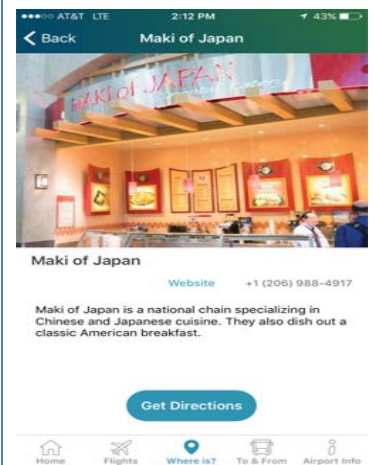 ●●●○○ AT&T LTE 2:12 PM 43%
Back Maki of Japan
MAKI of JAPAN
Maki of Japan
Website +1 (206) 988-4917
Maki of Japan is a national chain specializing in
Chinese and Japanese cuisine. They also dish out a
classic American breakfast.
Get Directions
Home Flights Where is? To & From Airport Info